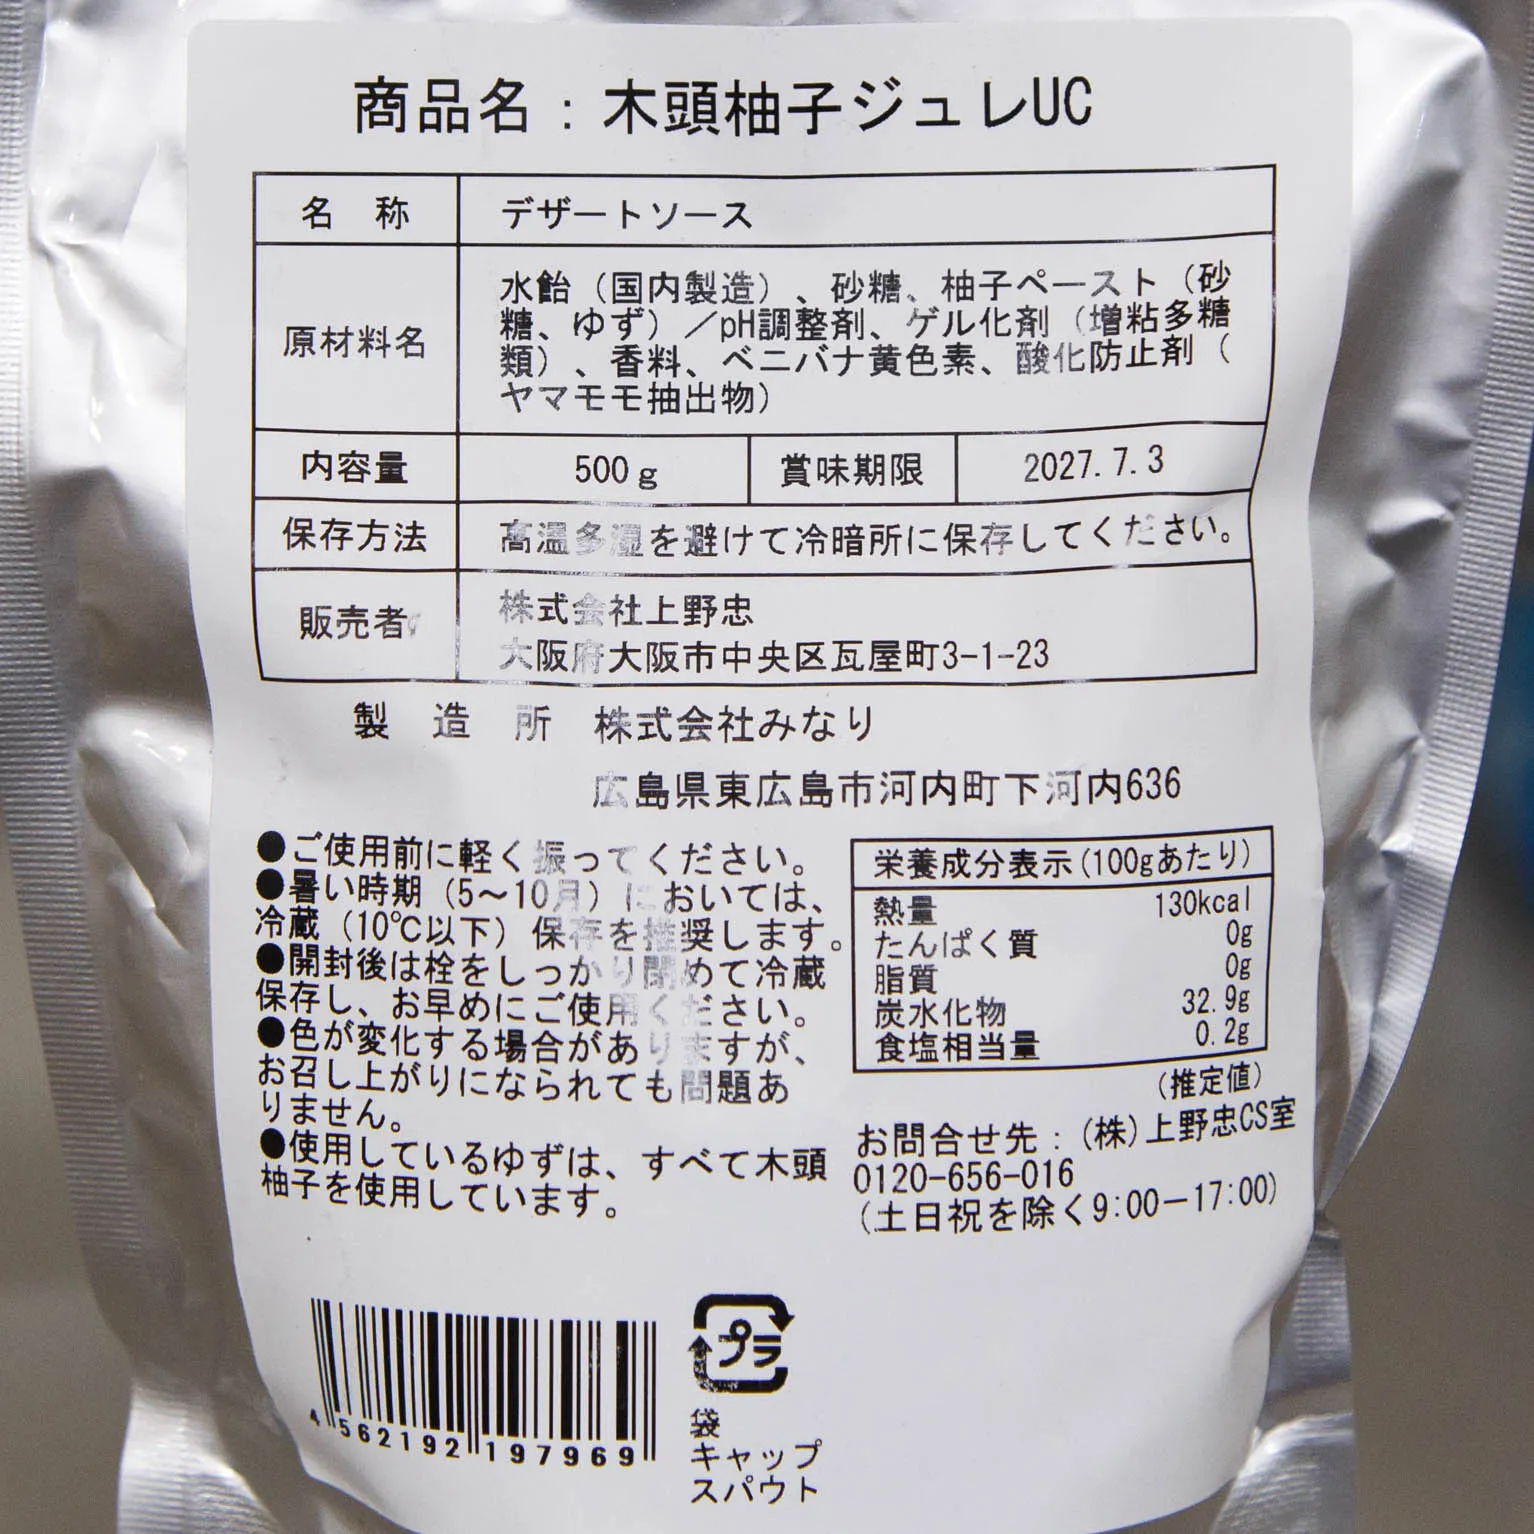 商品名：木頭柚子ジュレUC
名 称 デザートソース
原材料名
水飴（国内製造）、砂糖、柚子ペースト（砂
糖、ゆず）／pH調整剤、ゲル化剤（増粘多糖
類）、香料、ベニバナ黄色素、酸化防止剤（
ヤマモモ抽出物）
内容量 500g 賞味期限 2027.7.3
保存方法 高温多湿を避けて冷暗所に保存してください。
販売者
株式会社上野忠
大阪府大阪市中央区瓦屋町3-1-23
製 造 所 株式会社みなり
広島県東広島市河内町下河内636
●ご使用前に軽く振ってください。
●暑い時期（5～10月）においては、
冷蔵（10℃以下）保存を推奨します。
●開封後は栓をしっかり閉めて冷蔵
保存し、お早めにご使用ください。
●色が変化する場合がありますが、
お召し上がりになられても問題あ
りません。
●使用しているゆずは、すべて木頭
柚子を使用しています。
栄養成分表示(100gあたり)
熱量 130kcal
たんぱく質 0g
脂質 0g
炭水化物 32.9g
食塩相当量 0.2g
(推定値)
お問合せ先：(株)上野忠CS室
0120-656-016
(土日祝を除く9:00－17:00)
4 562192 197969
プラ
袋
キャップ
スパウト